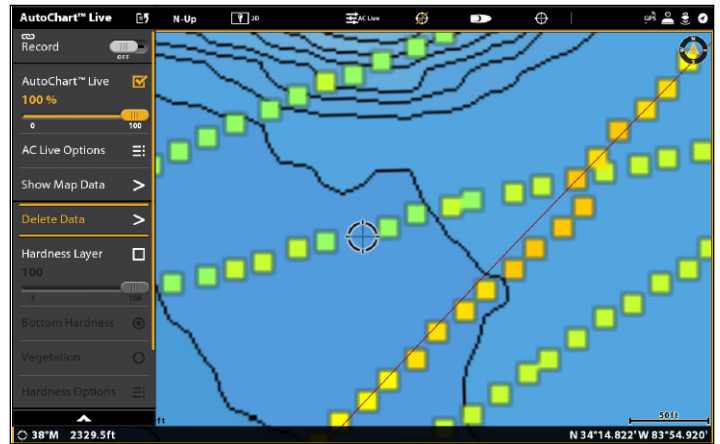 AutoChart™ Live N-Up 2D AC Live GPS
Record
OFF
AutoChart™ Live
100 %
0 100
AC Live Options
Show Map Data >
Delete Data >
Hardness Layer
100
1 100
Bottom Hardness
Vegetation
Hardness Options
ft
50ft
38°M 2329.5ft N 34°14.822' W 83°54.920'